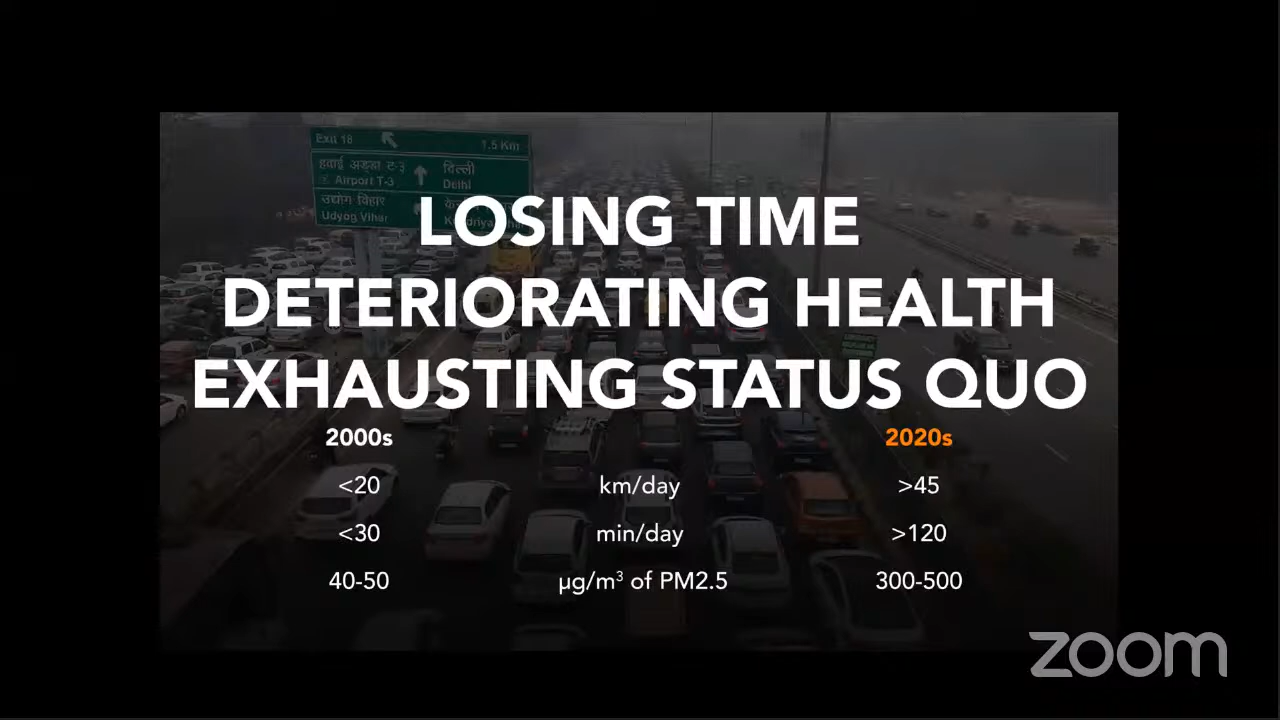 Exit 18
1.5 Km
हवाई अड्डा ट-३
Airport T-3
दिल्ली
Delhi
उद्योग विहार
Udyog Vihar
LOSING TIME
DETERIORATING HEALTH
EXHAUSTING STATUS QUO
2000s 2020s
<20 km/day >45
<30 min/day >120
40-50 µg/m³ of PM2.5 300-500
zoom